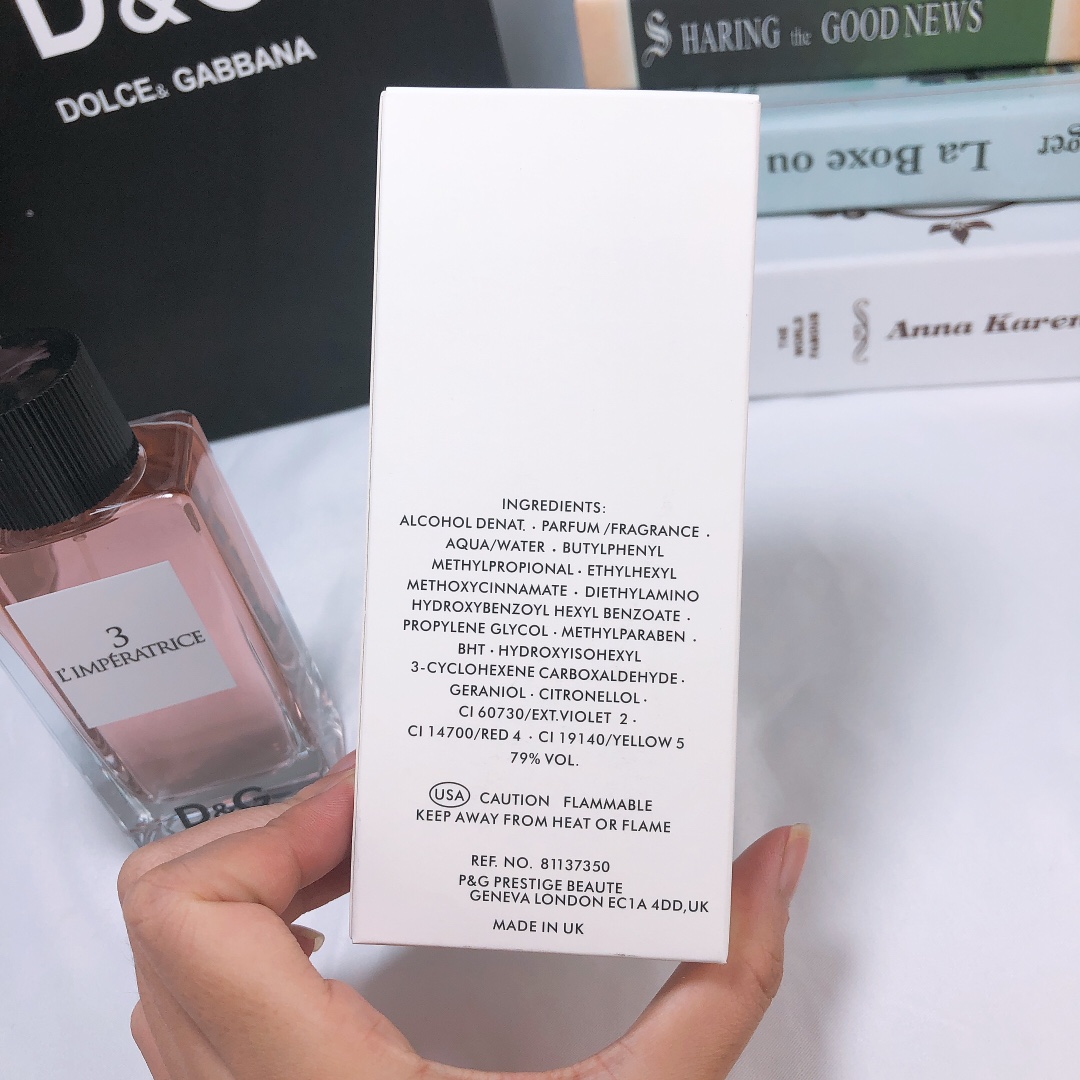 D&G
DOLCE & GABBANA
SHARING the GOOD NEWS
La Boxe ou
Anna Karen
3
L'IMPÉRATRICE
D&G
INGREDIENTS:
ALCOHOL DENAT. · PARFUM /FRAGRANCE ·
AQUA/WATER · BUTYLPHENYL
METHYLPROPIONAL · ETHYLHEXYL
METHOXYCINNAMATE · DIETHYLAMINO
HYDROXYBENZOYL HEXYL BENZOATE ·
PROPYLENE GLYCOL · METHYLPARABEN ·
BHT · HYDROXYISOHEXYL
3-CYCLOHEXENE CARBOXALDEHYDE ·
GERANIOL · CITRONELLOL ·
CI 60730/EXT.VIOLET 2 ·
CI 14700/RED 4 · CI 19140/YELLOW 5
79% VOL.
USA CAUTION FLAMMABLE
KEEP AWAY FROM HEAT OR FLAME
REF. NO. 81137350
P&G PRESTIGE BEAUTE
GENEVA LONDON EC1A 4DD,UK
MADE IN UK